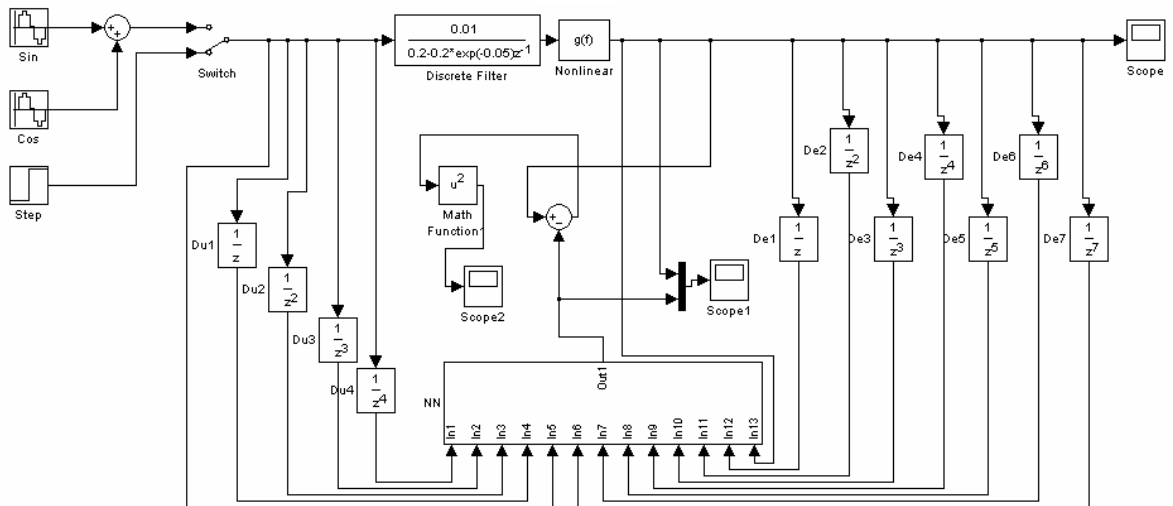 Sin
Cos
Step
+
+
Switch
0.01
0.2-0.2*exp(-0.05)z-1
Discrete Filter
g(f)
Nonlinear
Scope
u2
Math
Function1
Scope2
+
−
Scope1
Du1
1
z
Du2
1
z2
Du3
1
z3
Du4
1
z4
De1
1
z
De2
1
z2
De3
1
z3
De4
1
z4
De5
1
z5
De6
1
z6
De7
1
z7
NN
Out1
In1
In2
In3
In4
In5
In6
In7
In8
In9
In10
In11
In12
In13